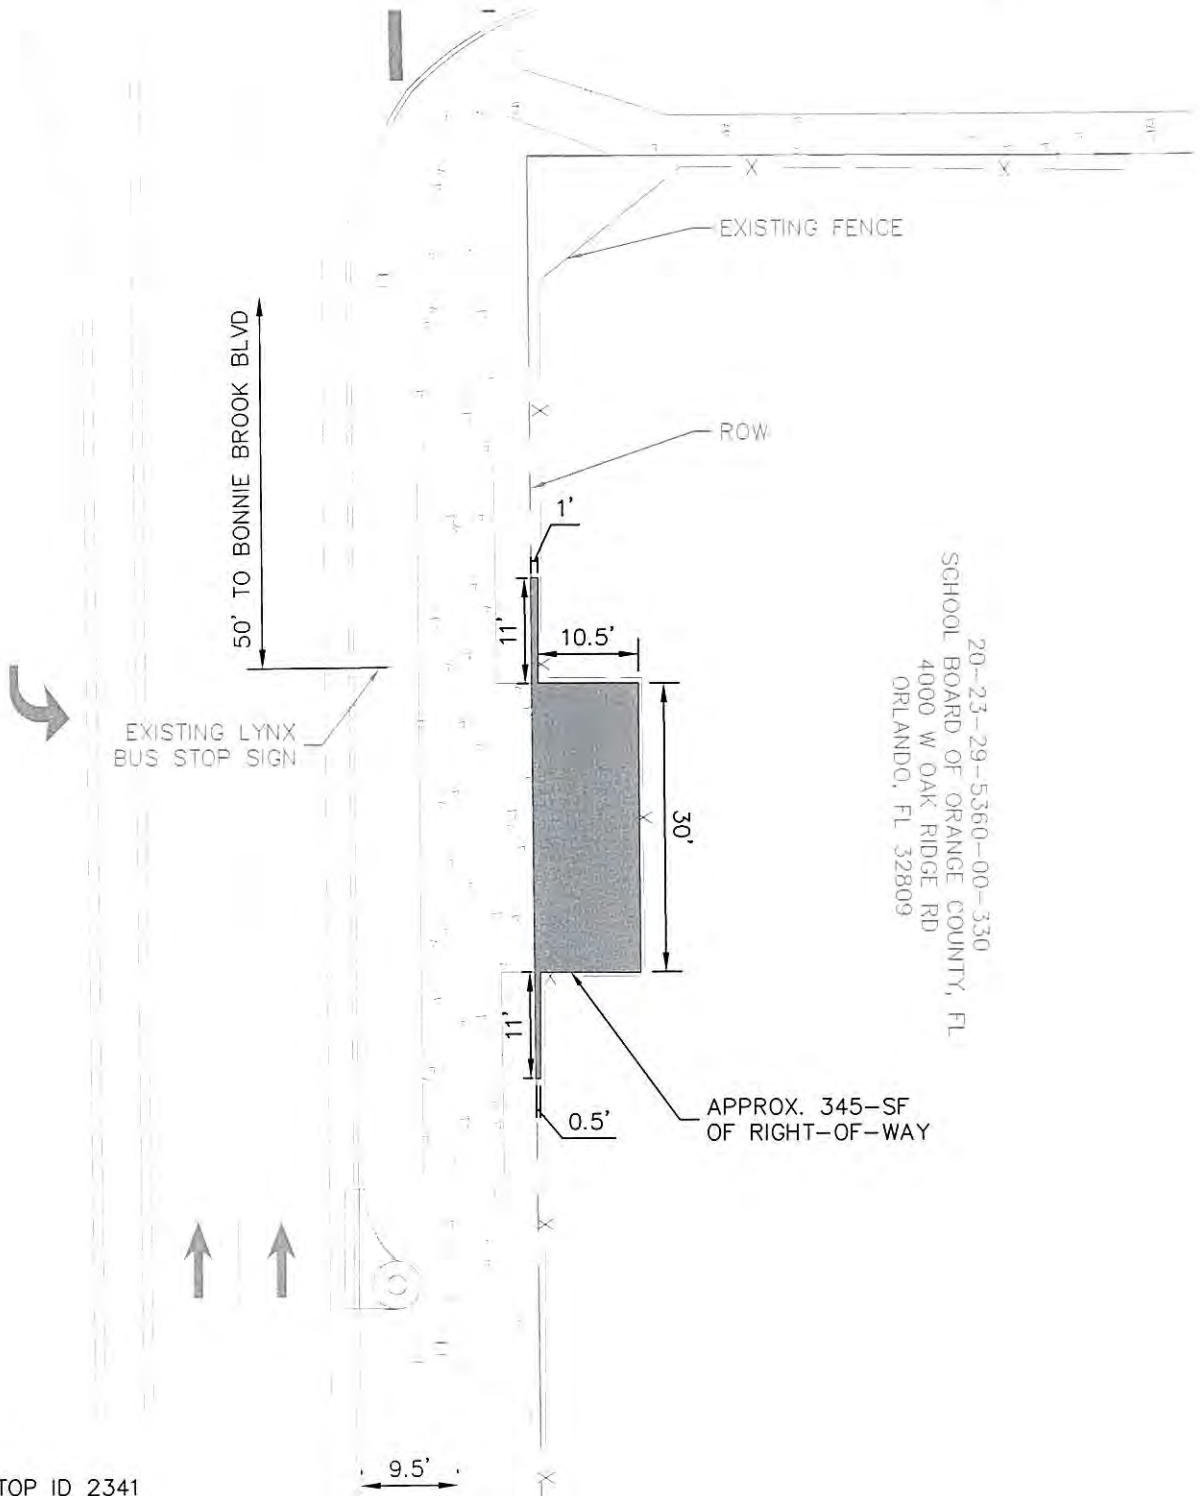 EXISTING FENCE
50' TO BONNIE BROOK BLVD
ROW
1'
11'
10.5'
EXISTING LYNX
BUS STOP SIGN
30'
20-23-29-5360-00-330
SCHOOL BOARD OF ORANGE COUNTY, FL
4000 W OAK RIDGE RD
ORLANDO, FL 32809
11'
0.5'
APPROX. 345-SF
OF RIGHT-OF-WAY
9.5'
TOP ID 2341